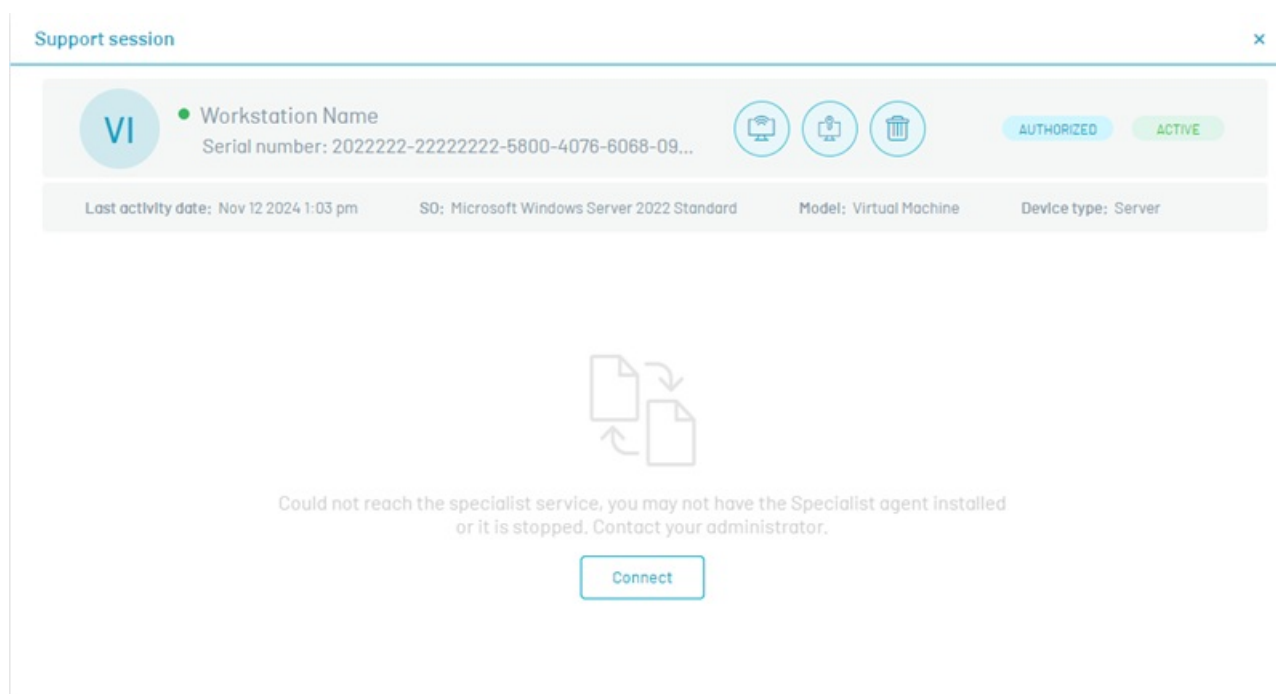 Support session
×
VI
Workstation Name
Serial number: 2022222-22222222-5800-4076-6068-09...
AUTHORIZED
ACTIVE
Last activity date: Nov 12 2024 1:03 pm
SO: Microsoft Windows Server 2022 Standard
Model: Virtual Machine
Device type: Server
Could not reach the specialist service, you may not have the Specialist agent installed
or it is stopped. Contact your administrator.
Connect